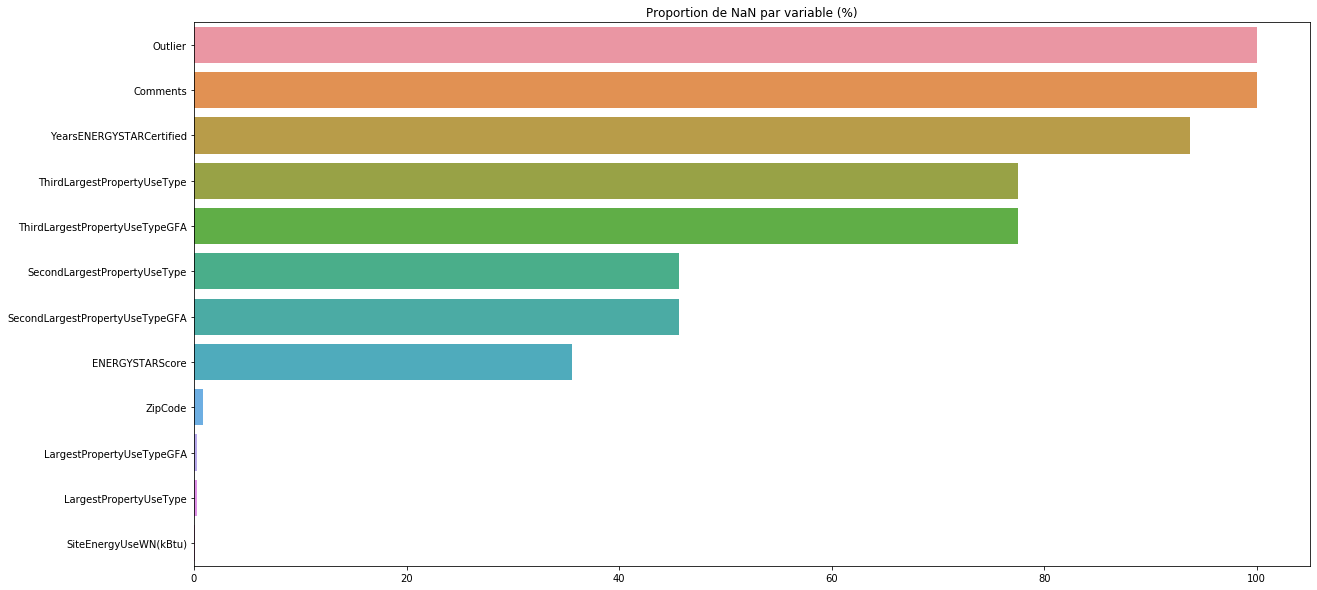 Proportion de NaN par variable (%)
Outlier
Comments
YearsENERGYSTARCertified
ThirdLargestPropertyUseType
ThirdLargestPropertyUseTypeGFA
SecondLargestPropertyUseType
SecondLargestPropertyUseTypeGFA
ENERGYSTARScore
ZipCode
LargestPropertyUseTypeGFA
LargestPropertyUseType
SiteEnergyUseWN(kBtu)
0 20 40 60 80 100